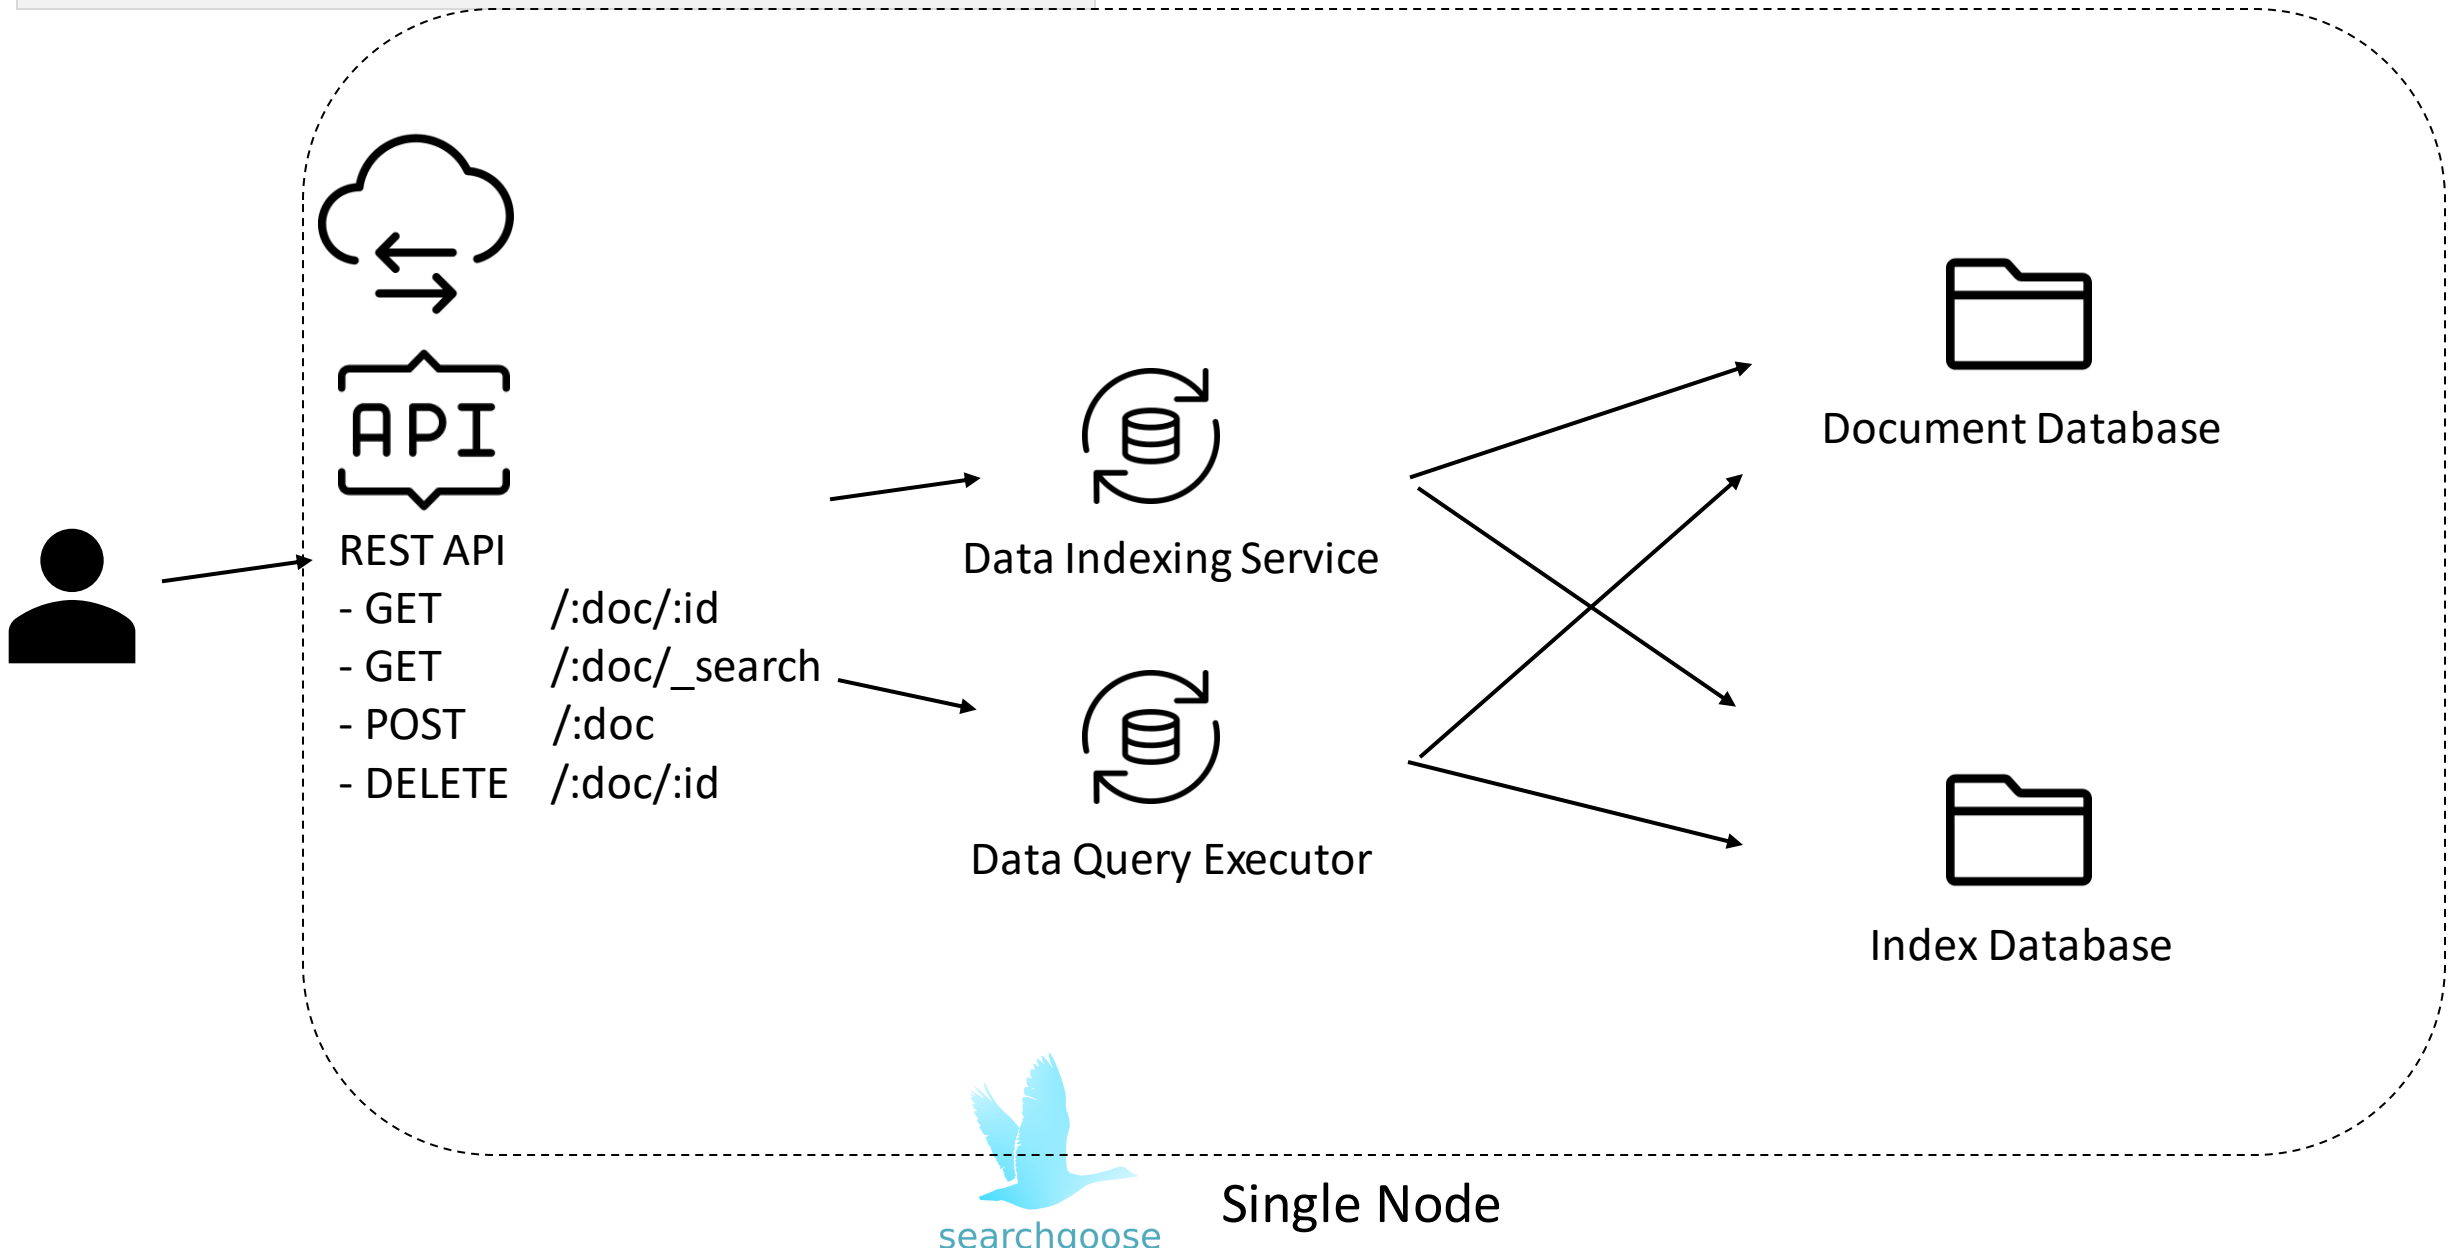 API
REST API
- GET /:doc/:id
- GET /:doc/_search
- POST /:doc
- DELETE /:doc/:id
Data Indexing Service
Data Query Executor
Document Database
Index Database
searchgoose
Single Node